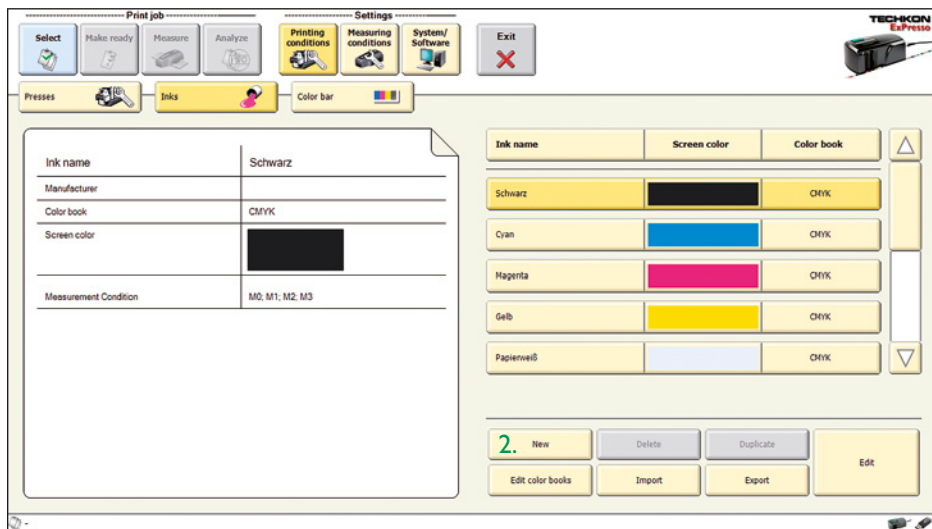 Print job
Settings
Select
Make ready
Measure
Analyze
Printing
conditions
Measuring
conditions
System/
Software
Exit
TECHKON
ExPresso
Presses
Inks
Color bar
Ink name Schwarz
Manufacturer
Color book CMYK
Screen color
Measurement Condition M0; M1; M2; M3
Ink name Screen color Color book
Schwarz CMYK
Cyan CMYK
Magenta CMYK
Gelb CMYK
Papierweiß CMYK
2. New Delete Duplicate
Edit
Edit color books Import Export